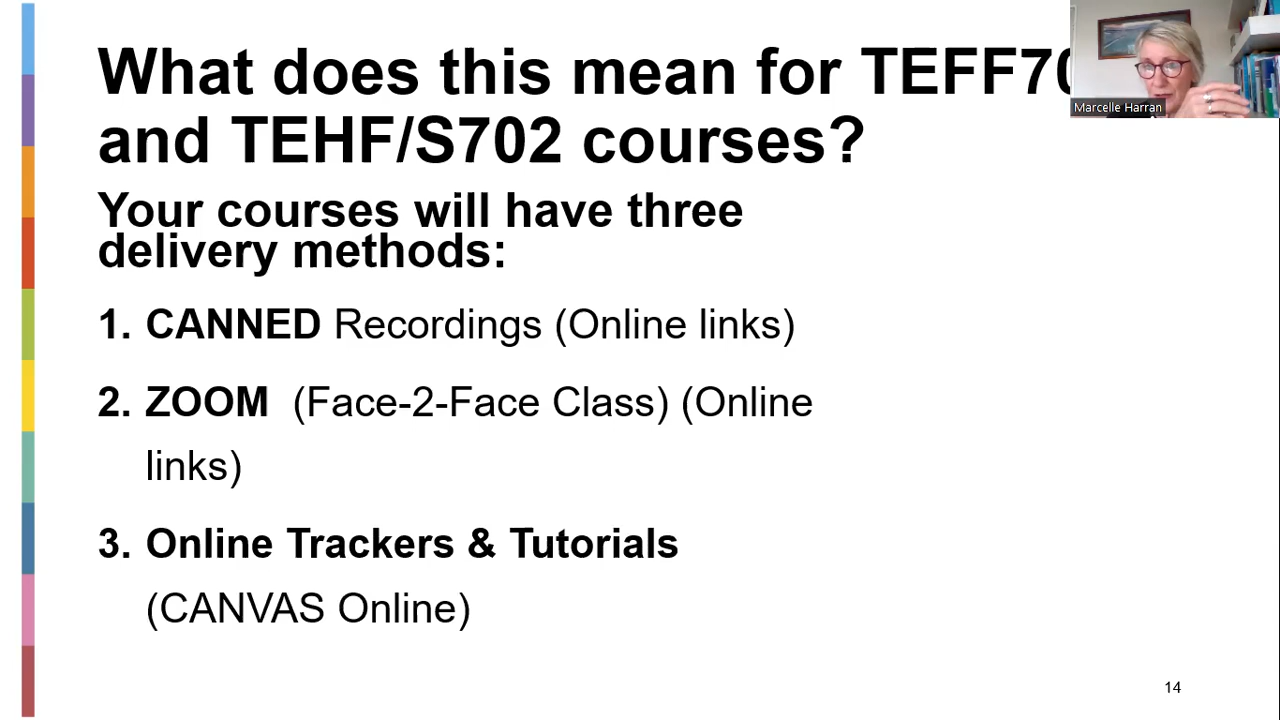 What does this mean for TEFF70
and TEHF/S702 courses?
Marcelle Harran
Your courses will have three
delivery methods:
1. CANNED Recordings (Online links)
2. ZOOM (Face-2-Face Class) (Online
links)
3. Online Trackers & Tutorials
(CANVAS Online)
14